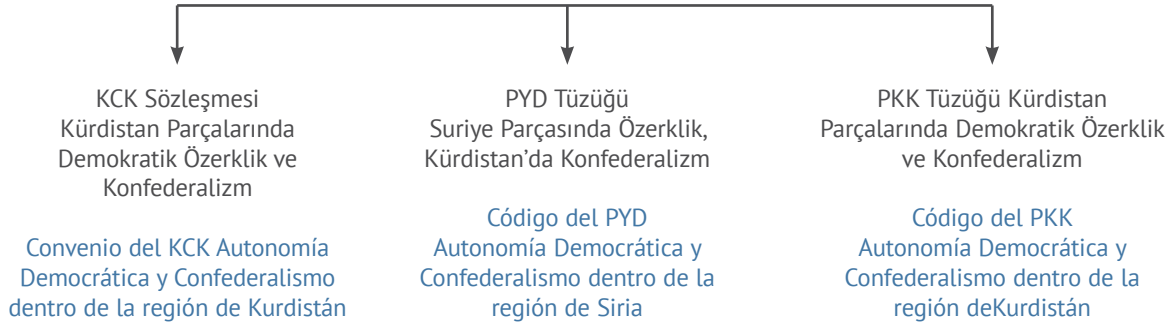 KCK Sözleşmesi
Kürdistan Parçalarında
Demokratik Özerklik ve
Konfederalizm
Convenio del KCK Autonomía
Democrática y Confederalismo
dentro de la región de Kurdistán
PYD Tüzüğü
Suriye Parçasında Özerklik,
Kürdistan’da Konfederalizm
Código del PYD
Autonomía Democrática y
Confederalismo dentro de la
región de Siria
PKK Tüzüğü Kürdistan
Parçalarında Demokratik Özerklik
ve Konfederalizm
Código del PKK
Autonomía Democrática y
Confederalismo dentro de la
región deKurdistán